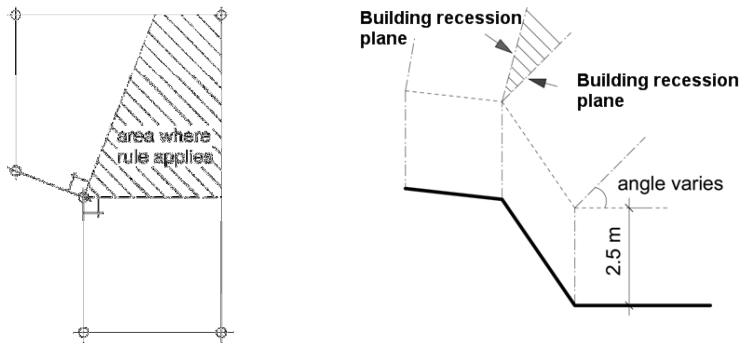 area where
rule applies
Building recession
plane
Building recession
plane
angle varies
2.5 m